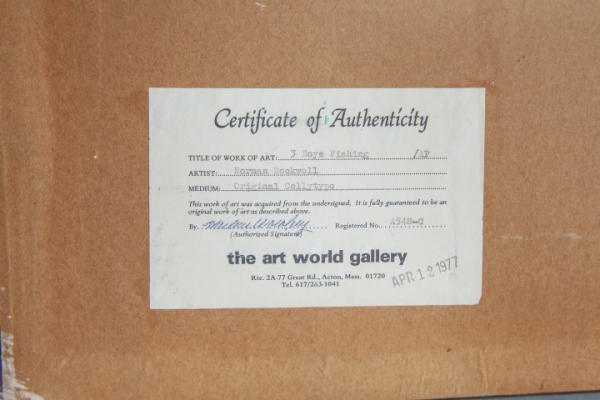 Certificate of Authenticity
TITLE OF WORK OF ART: 3 Boys Fishing /AP
ARTIST: Norman Rockwell
MEDIUM: Original Collytype
This work of art was acquired from the undersigned. It is fully guaranteed to be an
original work of art as described above.
By. Registered No. 4548-C
(Authorized Signature)
the art world gallery
Rte. 2A-77 Great Rd., Acton, Mass. 01720
Tel. 617/263-1041
APR 12 1977